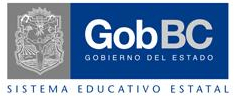 GobBC
GOBIERNO DEL ESTADO
SISTEMA EDUCATIVO ESTATAL